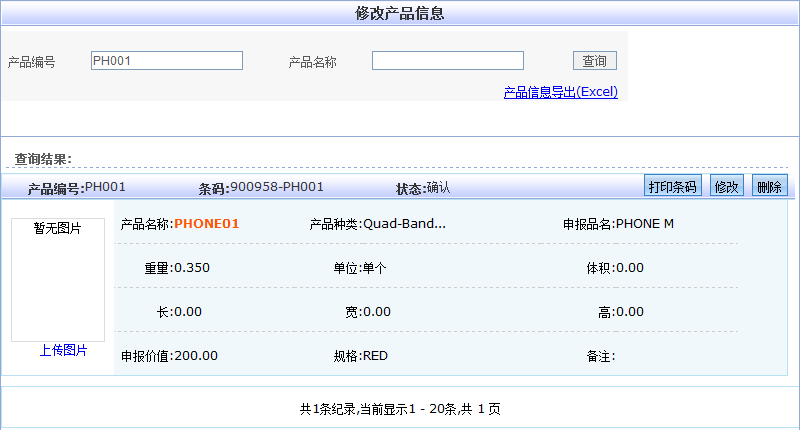 修改产品信息
产品编号 PH001 产品名称 查询
产品信息导出(Excel)
查询结果:
产品编号:PH001 条码:900958-PH001 状态:确认 打印条码 修改 删除
暂无图片 产品名称:PHONE01 产品种类:Quad-Band... 申报品名:PHONE M
重量:0.350 单位:单个 体积:0.00
长:0.00 宽:0.00 高:0.00
上传图片 申报价值:200.00 规格:RED 备注:
共1条纪录,当前显示1 - 20条,共 1 页